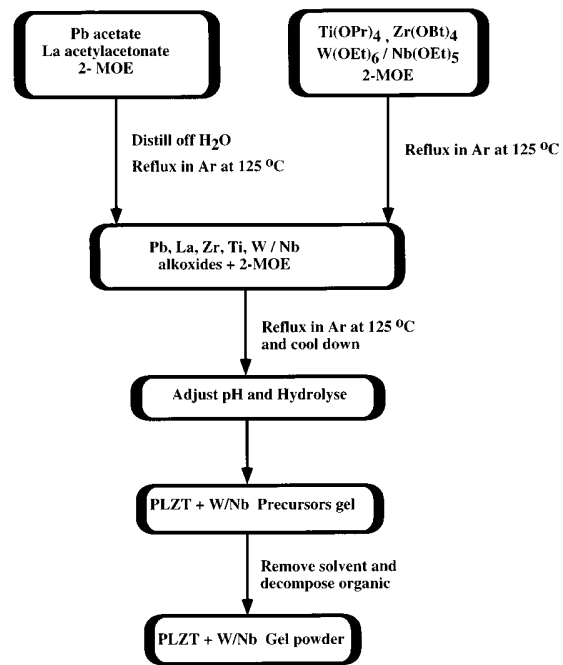 Pb acetate
La acetylacetonate
2- MOE
Ti(OPr)4 , Zr(OBt)4
W(OEt)6 / Nb(OEt)5
2-MOE
Distill off H2O
Reflux in Ar at 125 °C
Reflux in Ar at 125 °C
Pb, La, Zr, Ti, W / Nb
alkoxides + 2-MOE
Reflux in Ar at 125 °C
and cool down
Adjust pH and Hydrolyse
PLZT + W/Nb Precursors gel
Remove solvent and
decompose organic
PLZT + W/Nb Gel powder